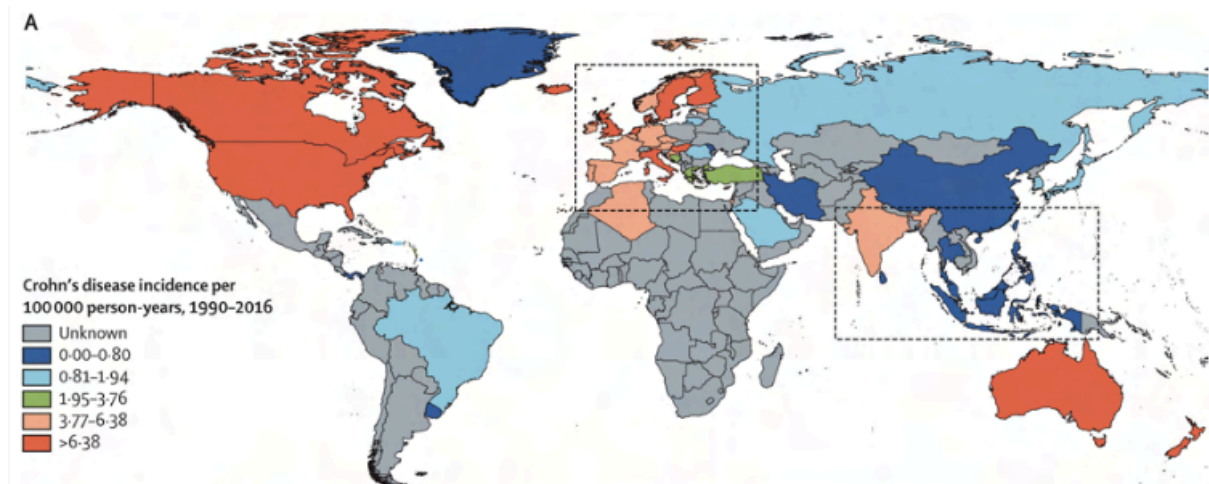 A
Crohn's disease incidence per
100 000 person-years, 1990–2016
Unknown
0·00–0·80
0·81–1·94
1·95–3·76
3·77–6·38
>6·38